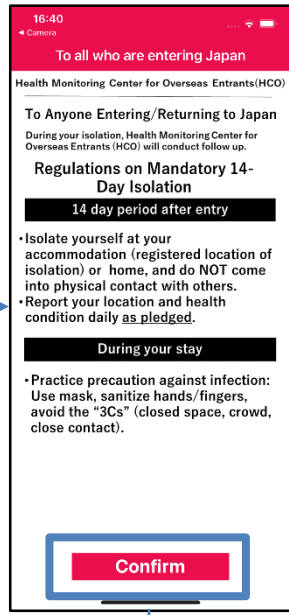 16:40
◀ Camera
To all who are entering Japan
Health Monitoring Center for Overseas Entrants(HCO)
To Anyone Entering/Returning to Japan
During your isolation, Health Monitoring Center for
Overseas Entrants (HCO) will conduct follow up.
Regulations on Mandatory 14-
Day Isolation
14 day period after entry
•Isolate yourself at your
accommodation (registered location of
isolation) or home, and do NOT come
into physical contact with others.
•Report your location and health
condition daily as pledged.
During your stay
•Practice precaution against infection:
Use mask, sanitize hands/fingers,
avoid the “3Cs” (closed space, crowd,
close contact).
Confirm